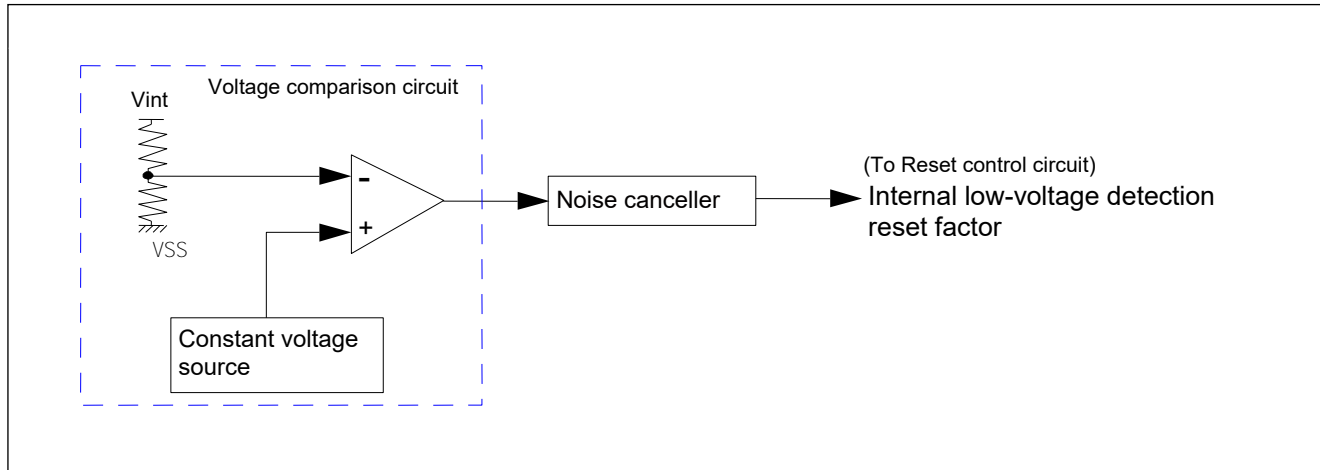 Voltage comparison circuit
Vint
-
+
VSS
Constant voltage
source
Noise canceller
(To Reset control circuit)
Internal low-voltage detection
reset factor